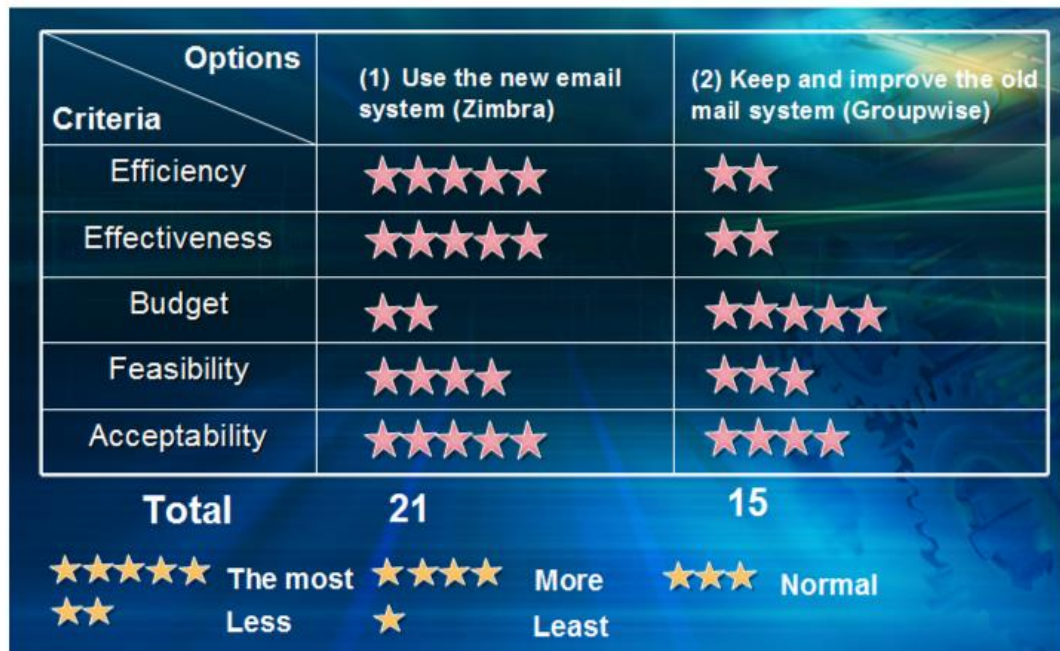 Options
Criteria
(1) Use the new email
system (Zimbra)
(2) Keep and improve the old
mail system (Groupwise)
Efficiency
Effectiveness
Budget
Feasibility
Acceptability
Total 21 15
The most More Normal
Less Least